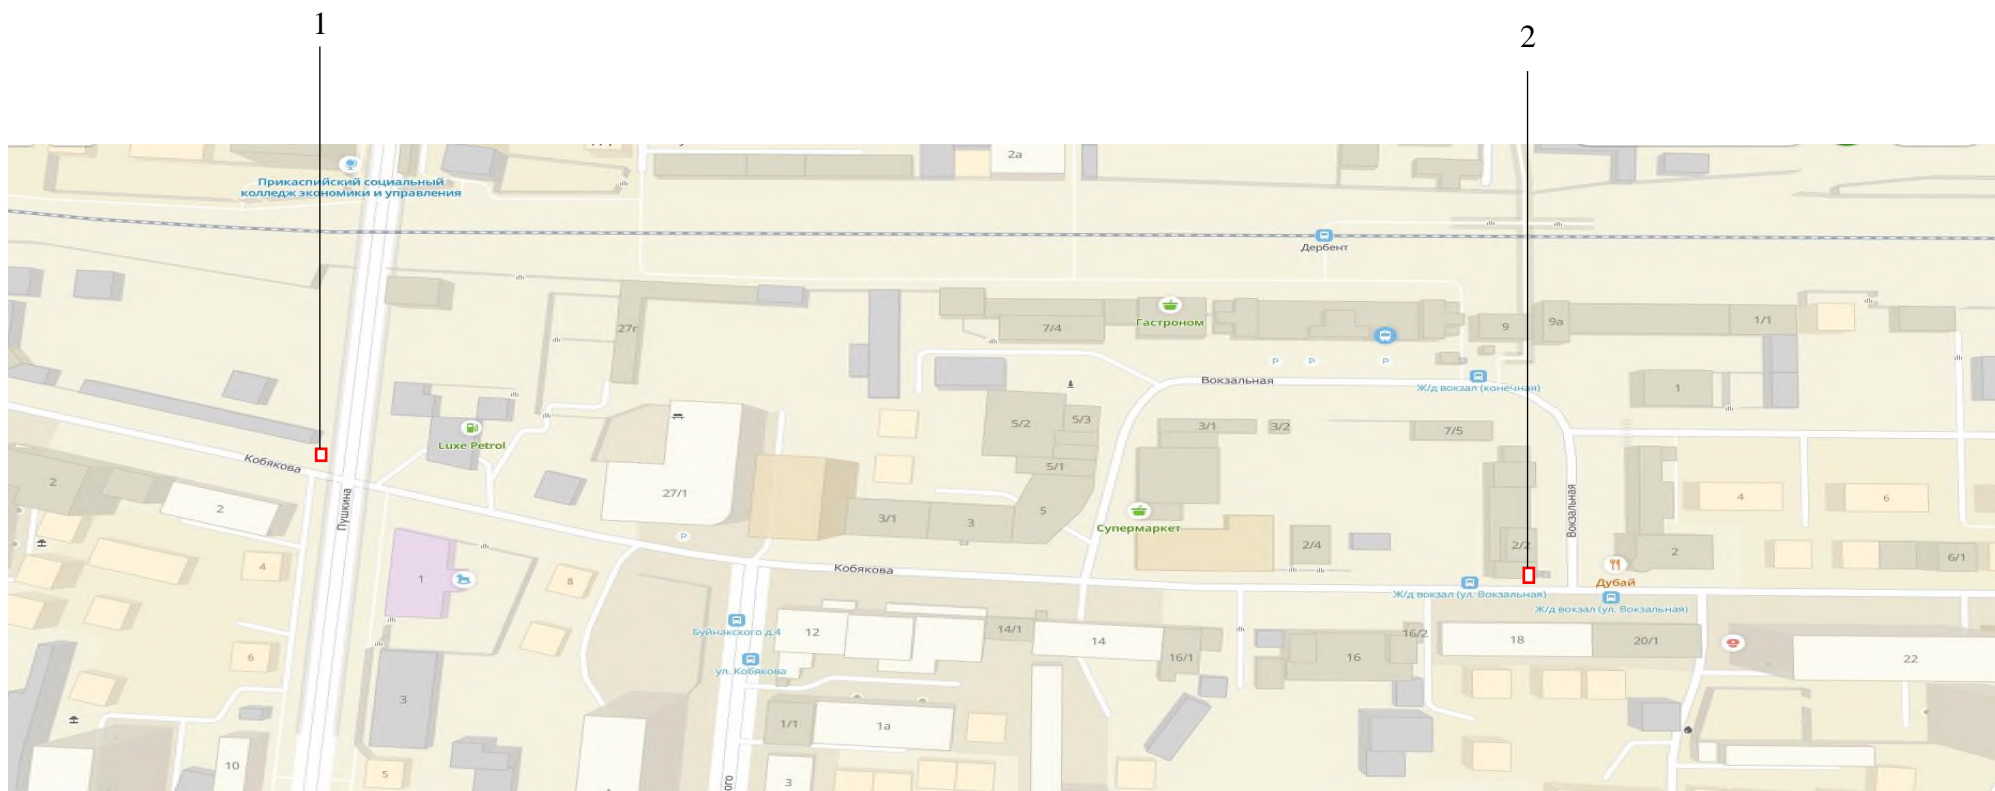 1
2
2а
Прикаспийский социальный
колледж экономики и управления
Дербент
27г
7/4
Гастроном
9
9а
1/1
P
P
P
Вокзальная
Ж/д вокзал (конечная)
1
Luxe Petrol
5/2
5/3
3/1
3/2
7/5
Кобякова
5/1
2
27/1
4
6
2
Пушкина
3/1
3
5
Супермаркет
Вокзальная
P
2/4
2/2
2
6/1
4
1
8
Кобякова
Дубай
Ж/д вокзал (ул. Вокзальная)
Ж/д вокзал (ул. Вокзальная)
Буйнакского д.4
12
14/1
14
16/2
18
20/1
6
ул. Кобякова
16/1
16
22
3
1/1
1а
10
5
3
ого